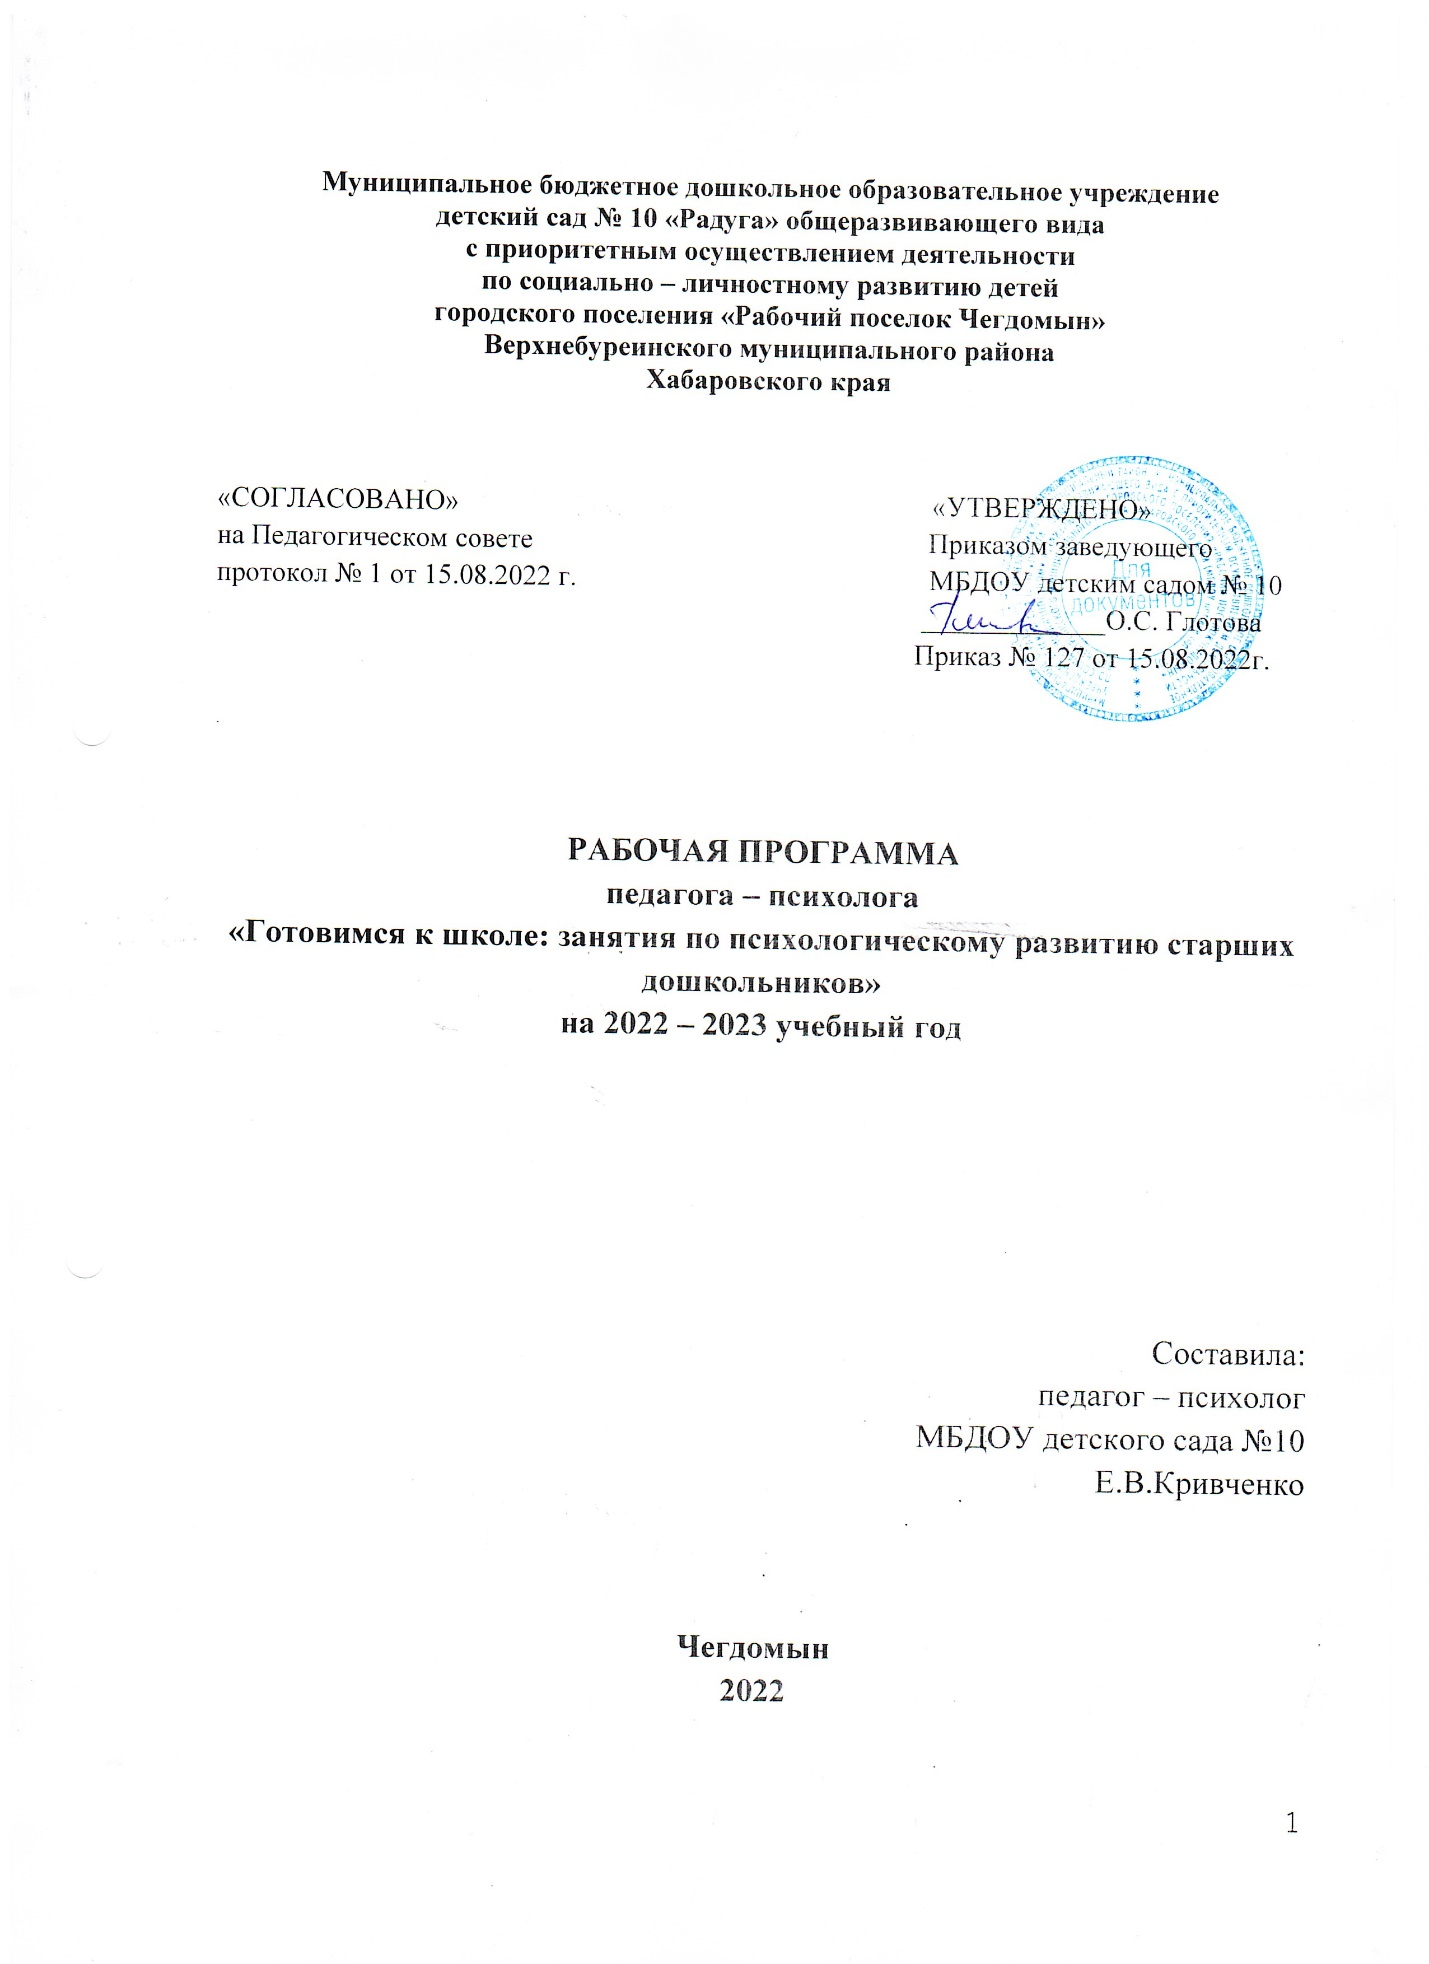 Муниципальное бюджетное дошкольное образовательное учреждение
детский сад № 10 «Радуга» общеразвивающего вида
с приоритетным осуществлением деятельности
по социально – личностному развитию детей
городского поселения «Рабочий поселок Чегдомын»
Верхнебуреинского муниципального района
Хабаровского края
«СОГЛАСОВАНО»
на Педагогическом совете
протокол № 1 от 15.08.2022 г.
«УТВЕРЖДЕНО»
Приказом заведующего
МБДОУ детским садом № 10
О.С. Глотова
Приказ № 127 от 15.08.2022г.
Для
документов
РАБОЧАЯ ПРОГРАММА
педагога – психолога
«Готовимся к школе: занятия по психологическому развитию старших
дошкольников»
на 2022 – 2023 учебный год
Составила:
педагог – психолог
МБДОУ детского сада №10
Е.В.Кривченко
Чегдомын
2022
1